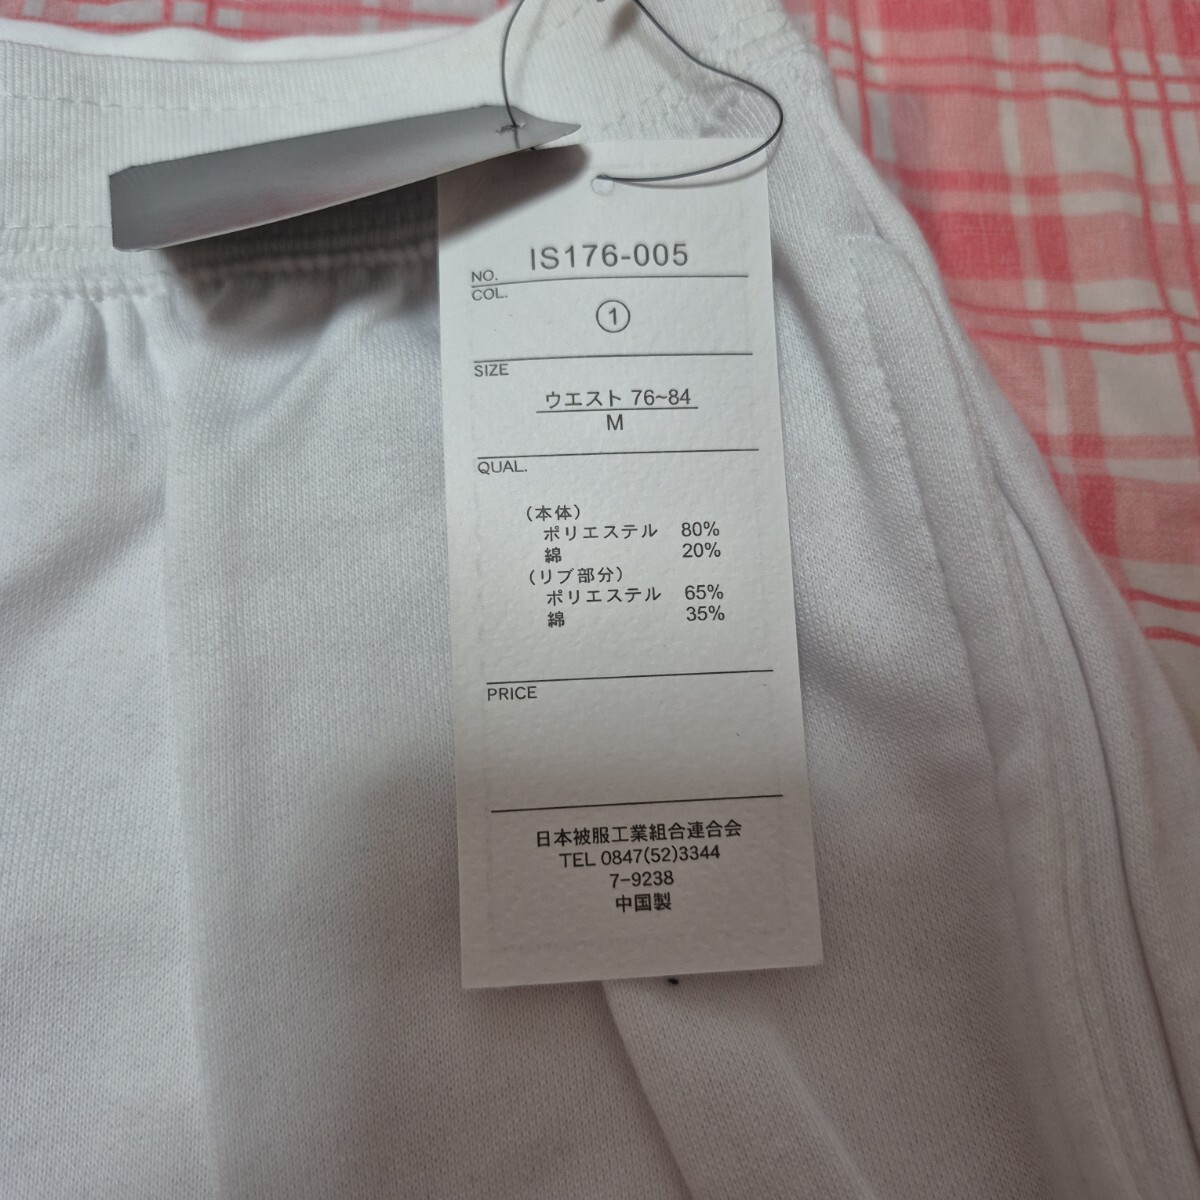 NO. IS176-005
COL.
①
SIZE
ウエスト 76~84
M
QUAL.
(本体)
ポリエステル 80%
綿 20%
(リブ部分)
ポリエステル 65%
綿 35%
PRICE
日本被服工業組合連合会
TEL 0847(52)3344
7-9238
中国製